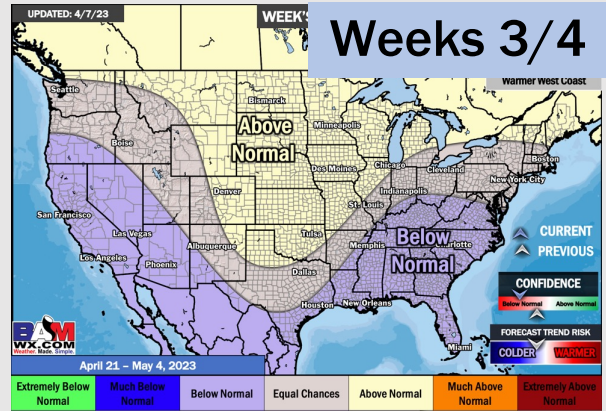 UPDATED: 4/7/23
WEEK'S
Weeks 3/4
Warmer West Coast
Seattle
Bismarck
Above
Normal
Minneapolis
Boise
Des Moines
Chicago
Cleveland
Boston
New York City
Denver
Indianapolis
St. Louis
San Francisco
Las Vegas
Los Angeles
Phoenix
Albuquerque
Tulsa
Memphis
Below
Normal
Charlotte
Dallas
Houston
New Orleans
Miami
CURRENT
PREVIOUS
CONFIDENCE
Below Normal
Above Normal
FORECAST TREND RISK
COLDER
WARMER
BAM
WX.COM
Weather. Made. Simple.
April 21 – May 4, 2023
Extremely Below
Normal
Much Below
Normal
Below Normal
Equal Chances
Above Normal
Much Above
Normal
Extremely Above
Normal